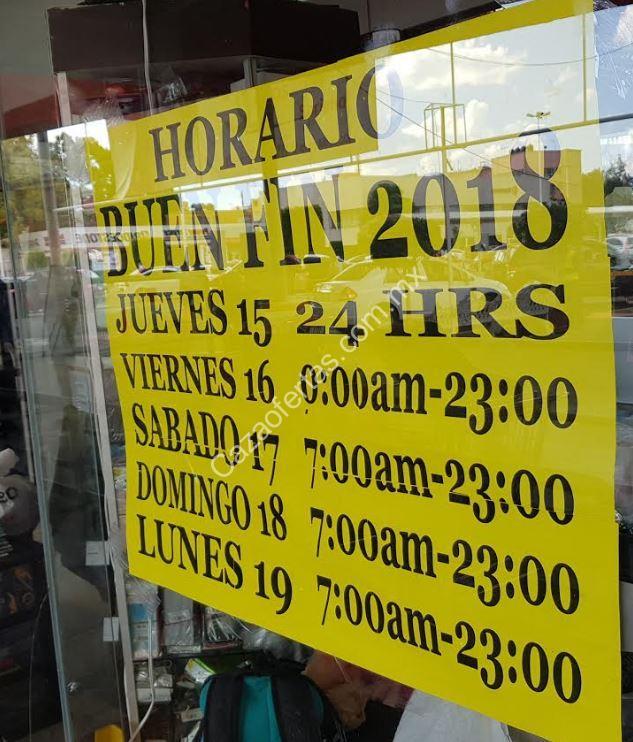 HORARIO
BUEN FIN 2018
JUEVES 15 24 HRS
VIERNES 16 0:00am-23:00
SABADO 17 7:00am-23:00
DOMINGO 18 7:00am-23:00
LUNES 19 7:00am-23:00
Cazaofertas.com.mx